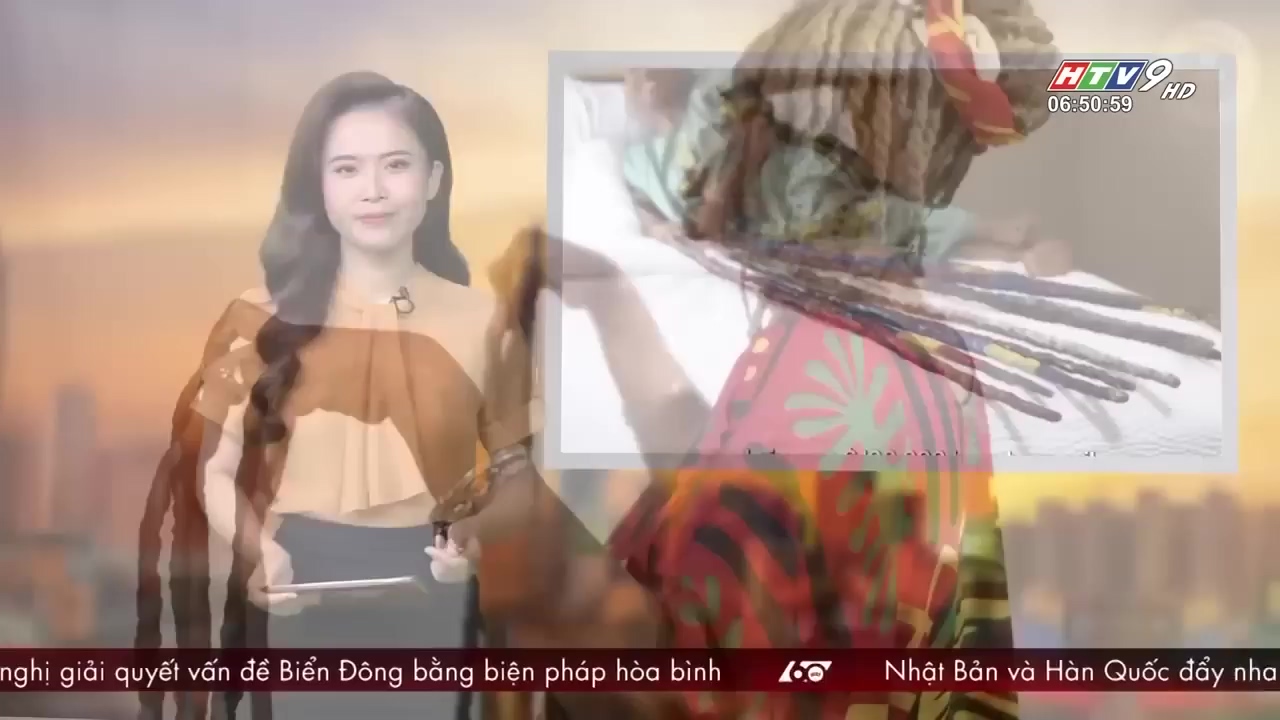 HTV9 HD
06:50:59
nghị giải quyết vấn đề Biển Đông bằng biện pháp hòa bình
60
Nhật Bản và Hàn Quốc đẩy nha